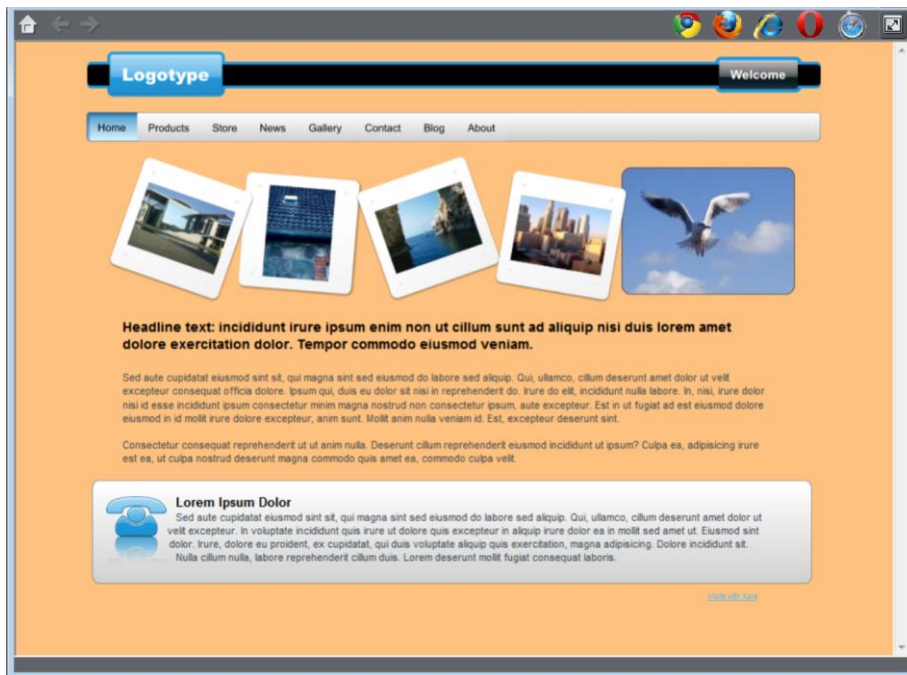 Logotype
Welcome
Home Products Store News Gallery Contact Blog About
Headline text: incididunt irure ipsum enim non ut cillum sunt ad aliquip nisi duis lorem amet
dolore exercitation dolor. Tempor commodo eiusmod veniam.
Sed aute cupidatat eiusmod sint sit, qui magna sint sed eiusmod do labore sed aliquip. Qui, ullamco, cillum deserunt amet dolor ut velit
excepteur consequat officia dolore. Ipsum qui, duis eu dolor sit nisi in reprehenderit do. Irure do elit, incididunt nulla labore. In, nisi, irure dolor
nisi id esse incididunt ipsum consectetur minim magna nostrud non consectetur ipsum, aute excepteur. Est in ut fugiat ad est eiusmod dolore
eiusmod in id mollit irure dolore excepteur, anim sunt. Mollit anim nulla veniam id. Est, excepteur deserunt sint.
Consectetur consequat reprehenderit ut ut anim nulla. Deserunt cillum reprehenderit eiusmod incididunt ut ipsum? Culpa ea, adipisicing irure
est ea, ut culpa nostrud deserunt magna commodo quis amet ea, commodo culpa velit.
Lorem Ipsum Dolor
Sed aute cupidatat eiusmod sint sit, qui magna sint sed eiusmod do labore sed aliquip. Qui, ullamco, cillum deserunt amet dolor ut
velit excepteur. In voluptate incididunt quis irure ut dolore quis excepteur in aliquip irure dolor ea in mollit sed amet ut. Eiusmod sint
dolor. Irure, dolore eu proident, ex cupidatat, qui duis voluptate aliquip quis exercitation, magna adipisicing. Dolore incididunt sit.
Nulla cillum nulla, labore reprehenderit cillum duis. Lorem deserunt mollit fugiat consequat laboris.
Made with Xara